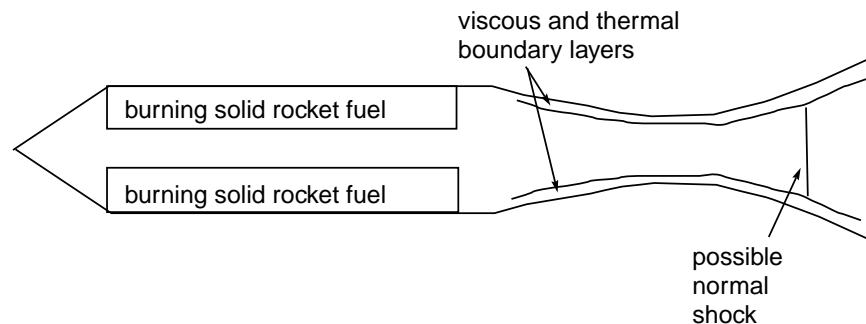 viscous and thermal
boundary layers
burning solid rocket fuel
burning solid rocket fuel
possible
normal
shock